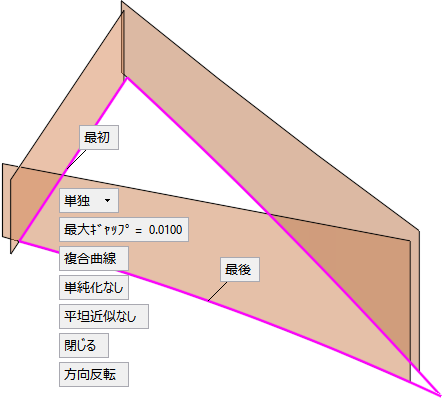 最初
単独
最大ｷﾞｬｯﾌﾟ = 0.0100
複合曲線
最後
単純化なし
平坦近似なし
閉じる
方向反転